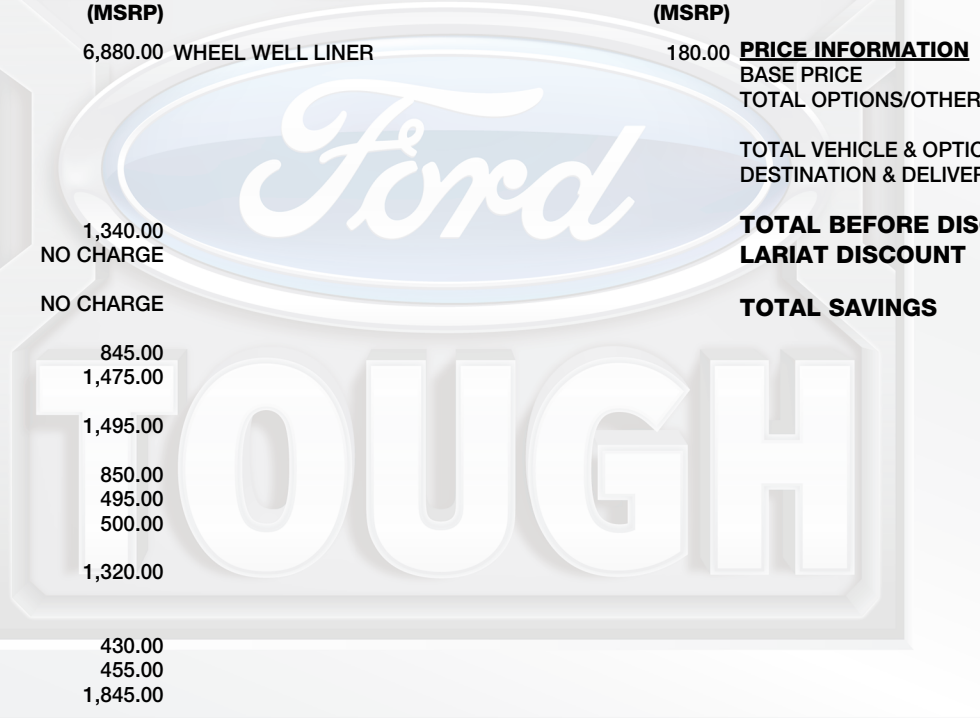 (MSRP)
6,880.00
1,340.00
NO CHARGE
NO CHARGE
845.00
1,475.00
1,495.00
850.00
495.00
500.00
1,320.00
430.00
455.00
1,845.00
WHEEL WELL LINER
(MSRP)
180.00
PRICE INFORMATION
BASE PRICE
TOTAL OPTIONS/OTHER
TOTAL VEHICLE & OPTIO
DESTINATION & DELIVER
TOTAL BEFORE DISC
LARIAT DISCOUNT
TOTAL SAVINGS
Ford
TOUGH